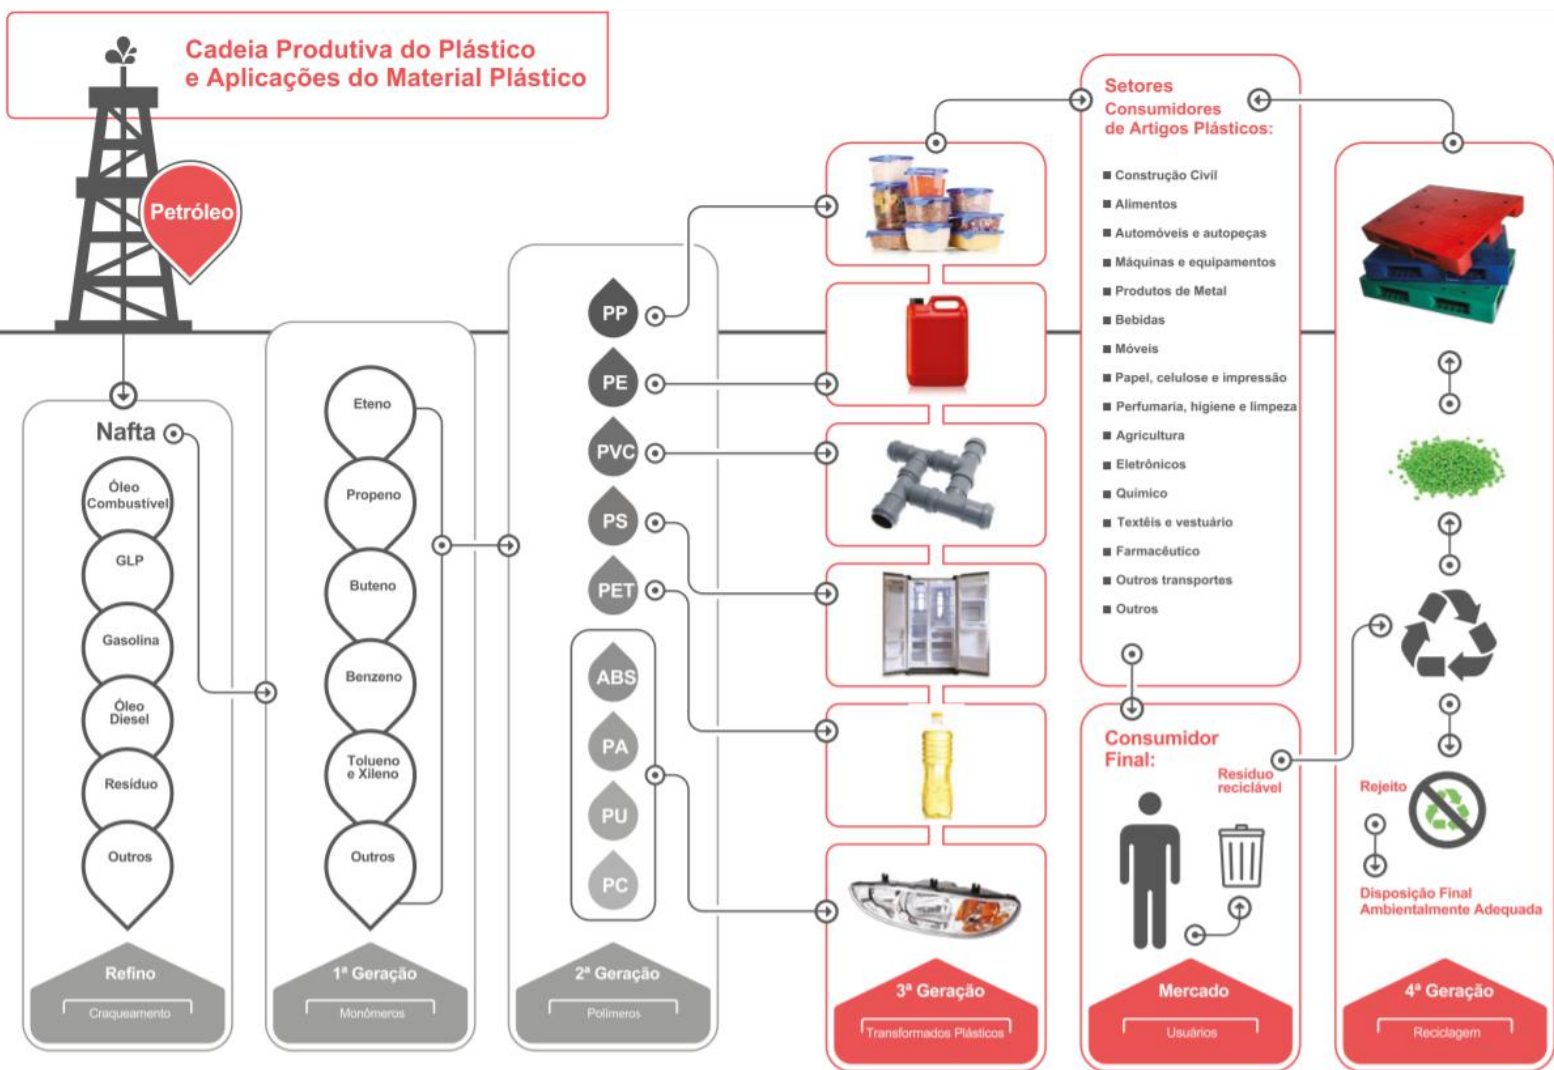 Cadeia Produtiva do Plástico
e Aplicações do Material Plástico
Petróleo
Nafta
Óleo
Combustível
GLP
Gasolina
Óleo
Diesel
Resíduo
Outros
Refino
Craqueamento
Eteno
Propeno
Buteno
Benzeno
Tolueno
e Xileno
Outros
1ª Geração
Monômeros
PP
PE
PVC
PS
PET
ABS
PA
PU
PC
2ª Geração
Polímeros
3ª Geração
Transformados Plásticos
Setores
Consumidores
de Artigos Plásticos:
Construção Civil
Alimentos
Automóveis e autopeças
Máquinas e equipamentos
Produtos de Metal
Bebidas
Móveis
Papel, celulose e impressão
Perfumaria, higiene e limpeza
Agricultura
Eletrônicos
Químico
Textêis e vestuário
Farmacêutico
Outros transportes
Outros
Consumidor
Final:
Resíduo
reciclável
Mercado
Usuários
Rejeito
Disposição Final
Ambientalmente Adequada
4ª Geração
Reciclagem